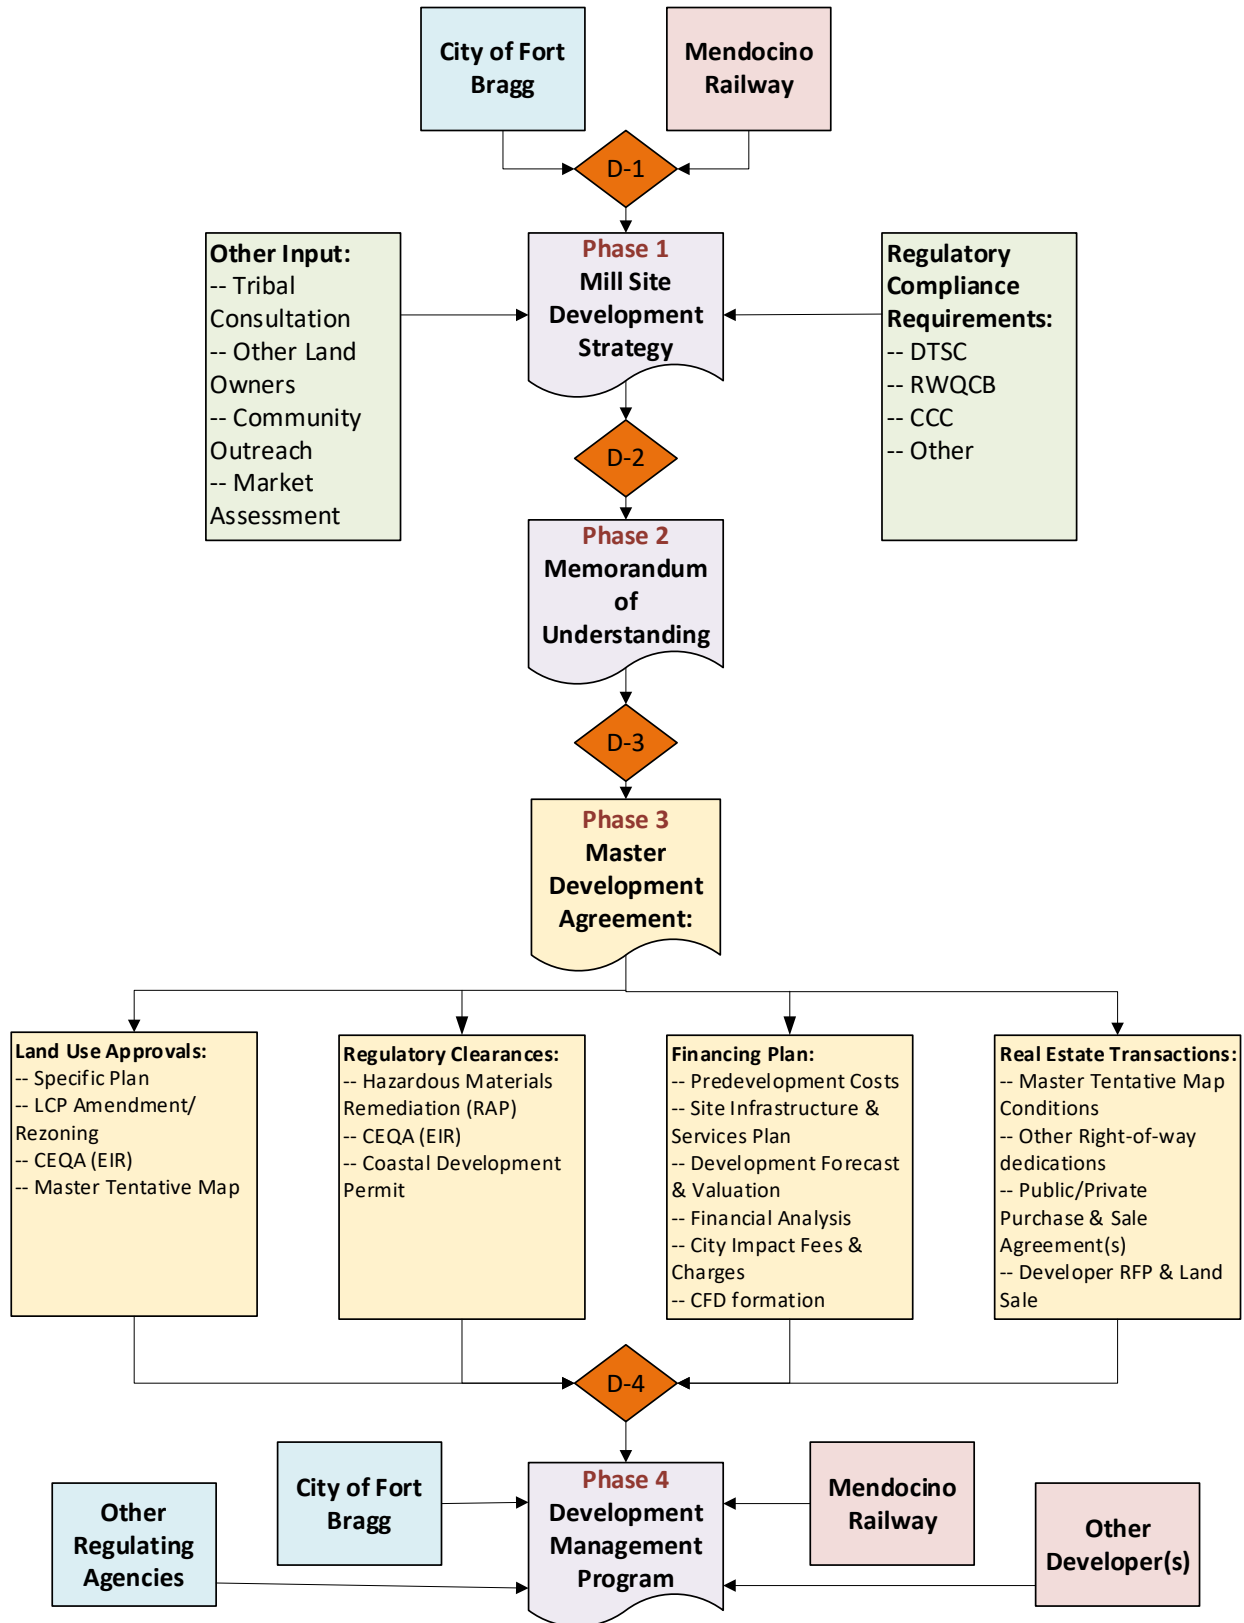 City of Fort
Bragg
Mendocino
Railway
D-1
Other Input:
-- Tribal
Consultation
-- Other Land
Owners
-- Community
Outreach
-- Market
Assessment
Phase 1
Mill Site
Development
Strategy
Regulatory
Compliance
Requirements:
-- DTSC
-- RWQCB
-- CCC
-- Other
D-2
Phase 2
Memorandum
of
Understanding
D-3
Phase 3
Master
Development
Agreement:
Land Use Approvals:
-- Specific Plan
-- LCP Amendment/
Rezoning
-- CEQA (EIR)
-- Master Tentative Map
Regulatory Clearances:
-- Hazardous Materials
Remediation (RAP)
-- CEQA (EIR)
-- Coastal Development
Permit
Financing Plan:
-- Predevelopment Costs
-- Site Infrastructure &
Services Plan
-- Development Forecast
& Valuation
-- Financial Analysis
-- City Impact Fees &
Charges
-- CFD formation
Real Estate Transactions:
-- Master Tentative Map
Conditions
-- Other Right-of-way
dedications
-- Public/Private
Purchase & Sale
Agreement(s)
-- Developer RFP & Land
Sale
D-4
Other
Regulating
Agencies
City of Fort
Bragg
Phase 4
Development
Management
Program
Mendocino
Railway
Other
Developer(s)